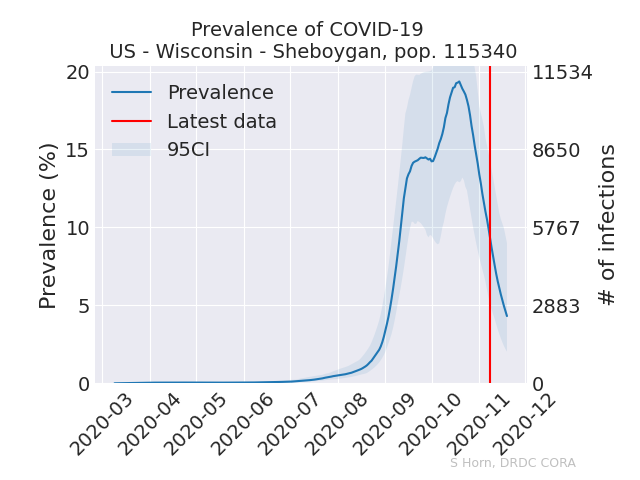 Prevalence of COVID-19
US - Wisconsin - Sheboygan, pop. 115340
Prevalence (%)
20
15
10
5
0
Prevalence
Latest data
95CI
11534
8650
5767
2883
0
# of infections
2020-03
2020-04
2020-05
2020-06
2020-07
2020-08
2020-09
2020-10
2020-11
2020-12
S Horn, DRDC CORA